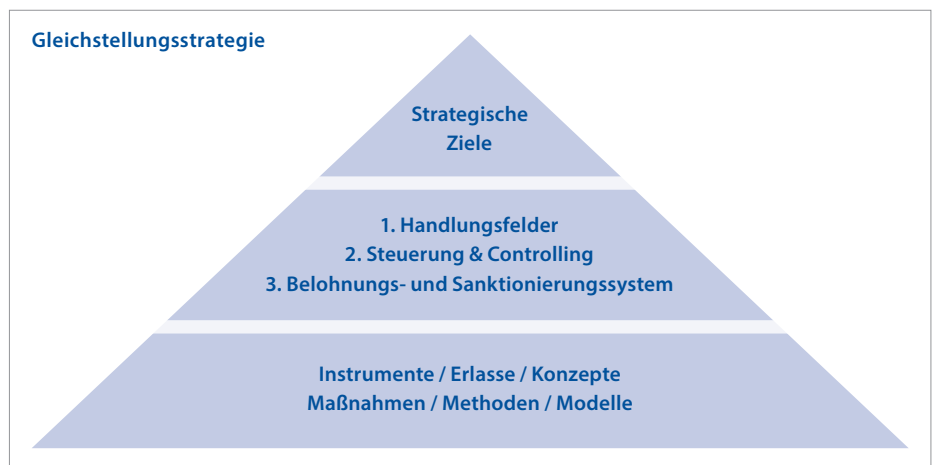 Gleichstellungsstrategie
Strategische
Ziele
1. Handlungsfelder
2. Steuerung & Controlling
3. Belohnungs- und Sanktionierungssystem
Instrumente / Erlasse / Konzepte
Maßnahmen / Methoden / Modelle